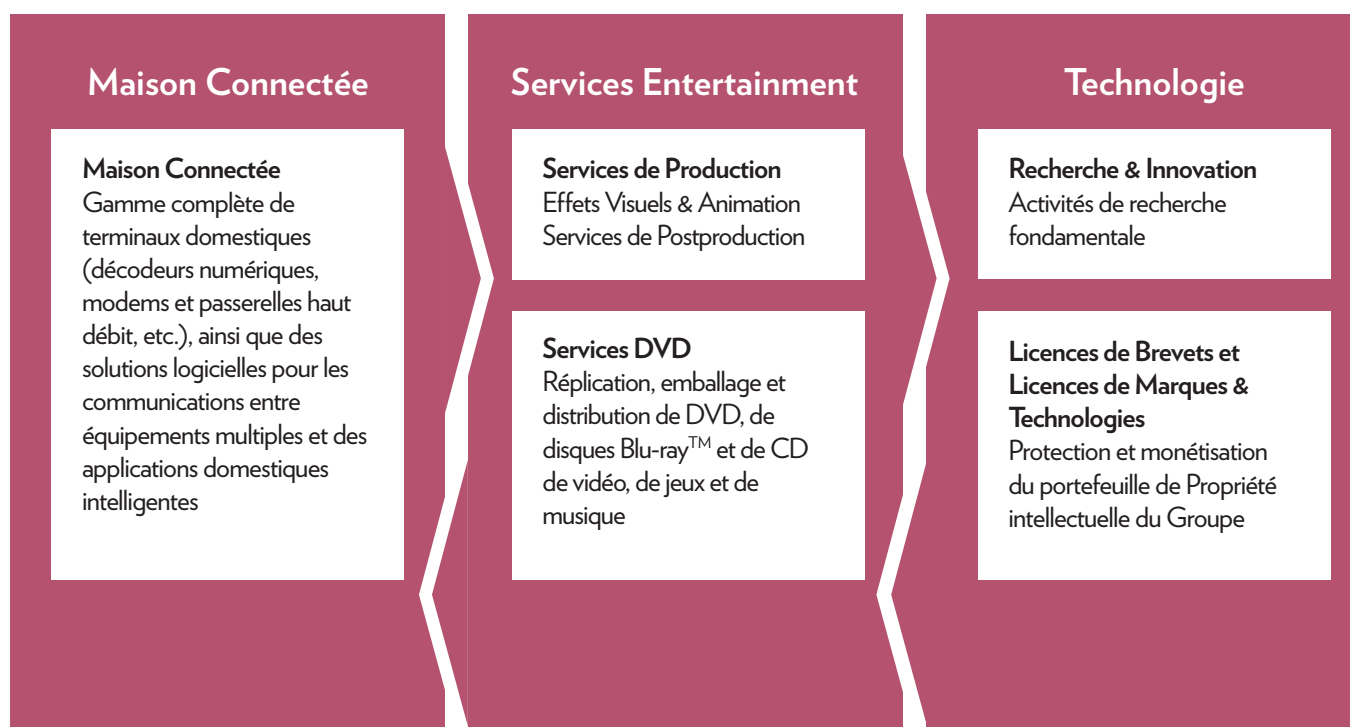 Maison Connectée
Maison Connectée
Gamme complète de
terminaux domestiques
(décodeurs numériques,
modems et passerelles haut
débit, etc.), ainsi que des
solutions logicielles pour les
communications entre
équipements multiples et des
applications domestiques
intelligentes
Services Entertainment
Services de Production
Effets Visuels & Animation
Services de Postproduction
Services DVD
Réplication, emballage et
distribution de DVD, de
disques Blu-ray™ et de CD
de vidéo, de jeux et de
musique
Technologie
Recherche & Innovation
Activités de recherche
fondamentale
Licences de Brevets et
Licences de Marques &
Technologies
Protection et monétisation
du portefeuille de Propriété
intellectuelle du Groupe